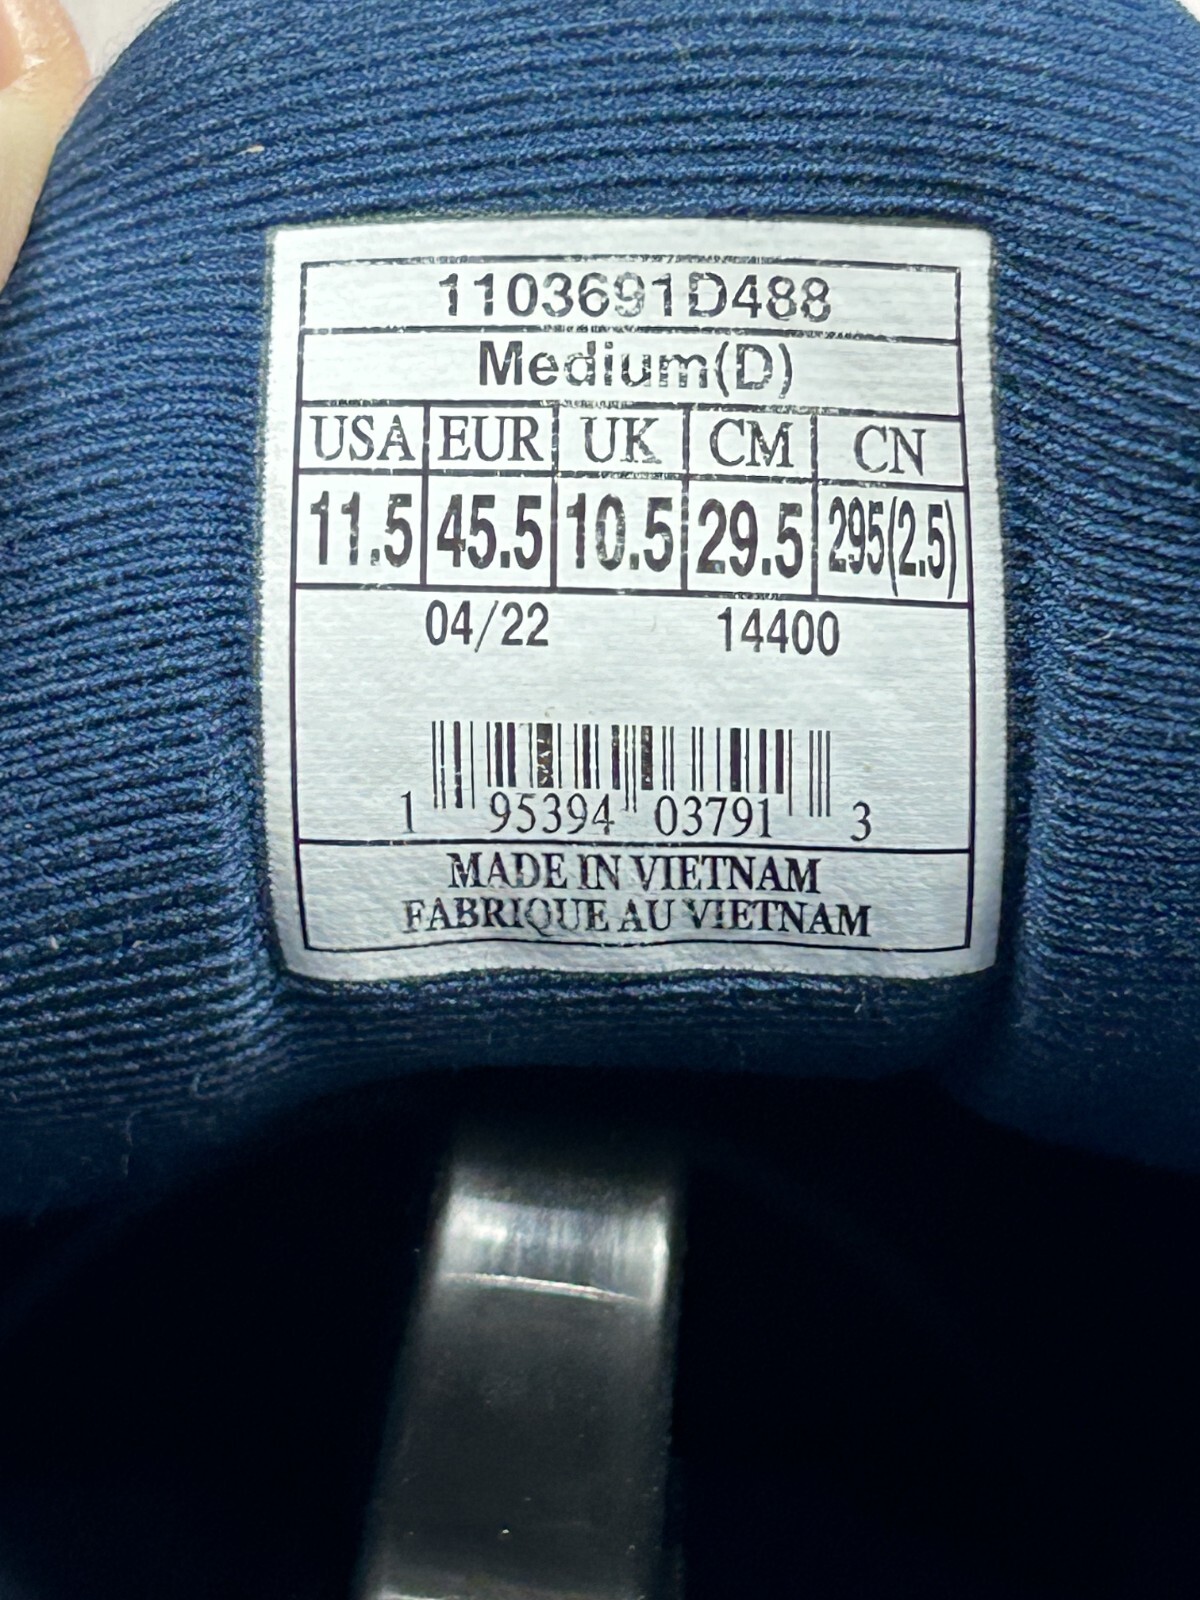 1103691D488
Medium(D)
USA EUR UK CM CN
11.5 45.5 10.5 29.5 295(2.5)
04/22 14400
1 95394 03791 3
MADE IN VIETNAM
FABRIQUE AU VIETNAM